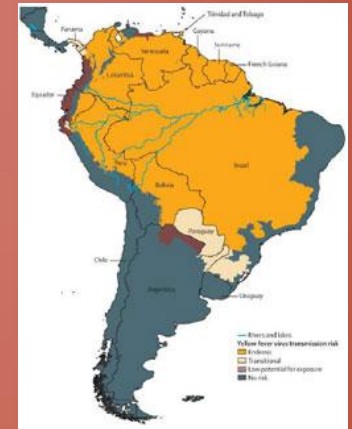 Trinidad and Tobago
Panama
Guyana
Venezuela
Suriname
French Guiana
Colombia
Ecuador
Peru
Brazil
Bolivia
Paraguay
Chile
Argentina
Uruguay
Rivers and lakes
Yellow fever virus transmission risk
Endemic
Transitional
Low potential for exposure
No risk